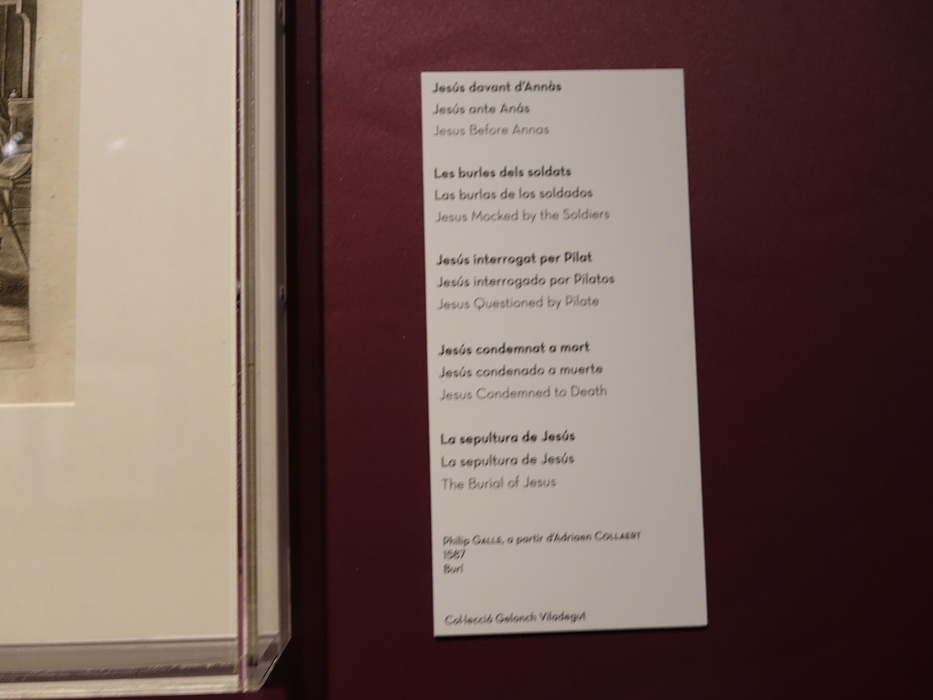 Jesús davant d'Annàs
Jesús ante Anás
Jesus Before Annas
Les burles dels soldats
Las burlas de los soldados
Jesus Mocked by the Soldiers
Jesús interrogat per Pilat
Jesús interrogado por Pilatos
Jesus Questioned by Pilate
Jesús condemnat a mort
Jesús condenado a muerte
Jesus Condemned to Death
La sepultura de Jesús
La sepultura de Jesús
The Burial of Jesus
Philip GALLE, a partir d'Adriaen COLLAERT
1587
Burí
Col·lecció Gelonch Viladegut